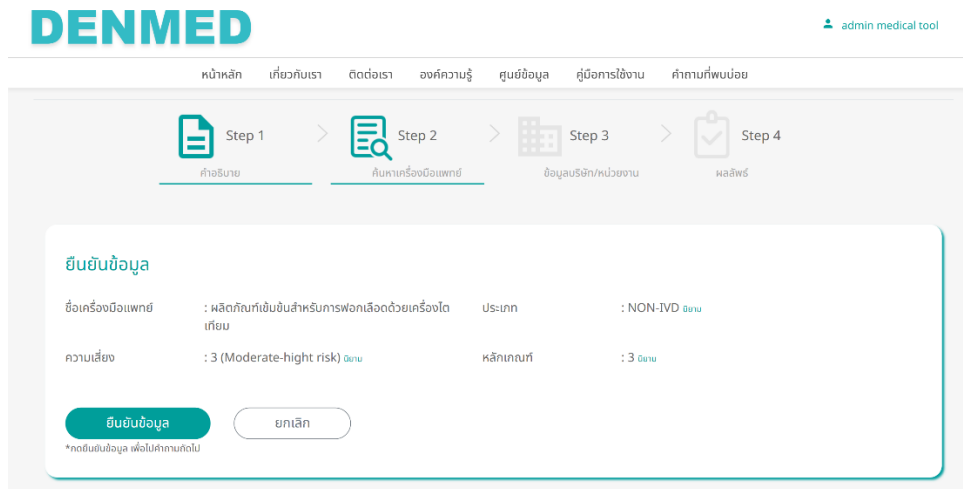 DENMED
admin medical tool
หน้าหลัก เกี่ยวกับเรา ติดต่อเรา องค์ความรู้ ศูนย์ข้อมูล คู่มือการใช้งาน คำถามที่พบบ่อย
Step 1 Step 2 Step 3 Step 4
คำอธิบาย ค้นหาเครื่องมือแพทย์ ข้อมูลบริษัท/หน่วยงาน ผลลัพธ์
ยืนยันข้อมูล
ชื่อเครื่องมือแพทย์ : ผลิตภัณฑ์เข้มข้นสำหรับการฟอกเลือดด้วยเครื่องไต ประเภท : NON-IVD นิยาม
เทียม
ความเสี่ยง : 3 (Moderate-hight risk) นิยาม หลักเกณฑ์ : 3 นิยาม
ยืนยันข้อมูล ยกเลิก
*กดยืนยันข้อมูล เพื่อไปคำถามถัดไป